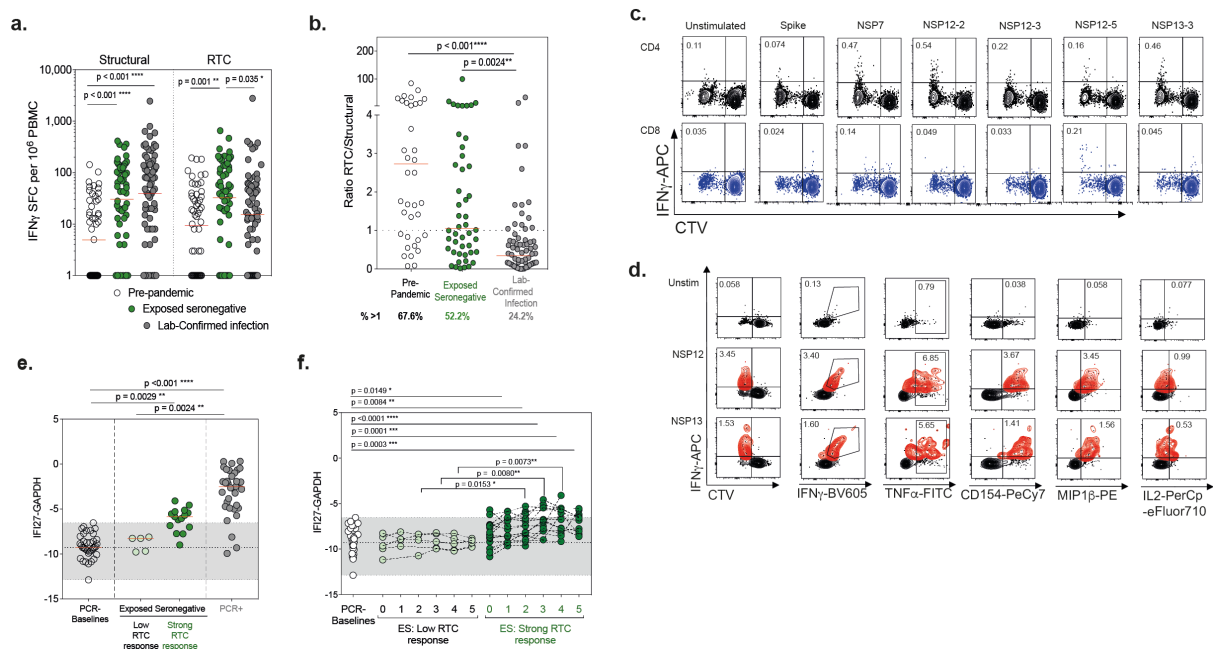 a.
Structural
RTC
p < 0.001 ****
p < 0.001 ****
p = 0.001 **
p = 0.035 *
IFNγ SFC per 10⁶ PBMC
10,000
1,000
100
10
1
Pre-pandemic
Exposed seronegative
Lab-Confirmed infection
b.
p < 0.001****
p = 0.0024**
Ratio RTC/Structural
200
100
4
3
2
1
0
Pre-
Pandemic
Exposed
Seronegative
Lab-
Confirmed
Infection
% >1
67.6%
52.2%
24.2%
c.
Unstimulated
Spike
NSP7
NSP12-2
NSP12-3
NSP12-5
NSP13-3
CD4
0.11
0.074
0.47
0.54
0.22
0.16
0.46
CD8
0.035
0.024
0.14
0.049
0.033
0.21
0.045
IFNγ-APC
CTV
d.
Unstim
0.058
0.13
0.79
0.038
0.058
0.077
NSP12
3.45
3.40
6.85
3.67
3.45
0.99
NSP13
1.53
1.60
5.65
1.41
1.56
0.53
IFNγ-APC
CTV
IFNγ-BV605
TNFα-FITC
CD154-PeCy7
MIP1β-PE
IL2-PerCp
-eFluor710
e.
p <0.001 ****
p = 0.0029 **
p = 0.0024 **
IFI27-GAPDH
5
0
-5
-10
-15
PCR-
Baselines
Exposed Seronegative
Low
RTC
response
Strong
RTC
response
PCR+
f.
p = 0.0149 *
p = 0.0084 **
p <0.0001 ****
p = 0.0001 ***
p = 0.0003 ***
p = 0.0073**
p = 0.0080**
p = 0.0153 *
IFI27-GAPDH
5
0
-5
-10
-15
PCR-
Baselines
0 1 2 3 4 5
0 1 2 3 4 5
ES: Low RTC
response
ES: Strong RTC
response